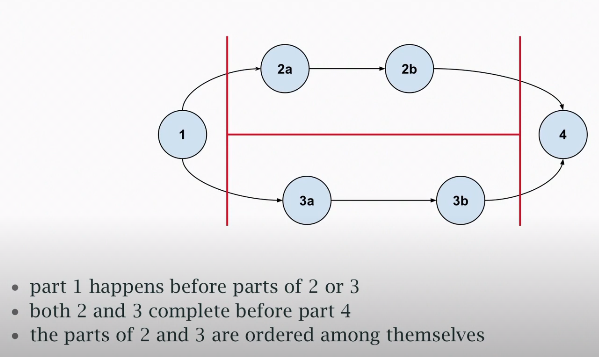 2a
2b
1
4
3a
3b
part 1 happens before parts of 2 or 3
both 2 and 3 complete before part 4
the parts of 2 and 3 are ordered among themselves